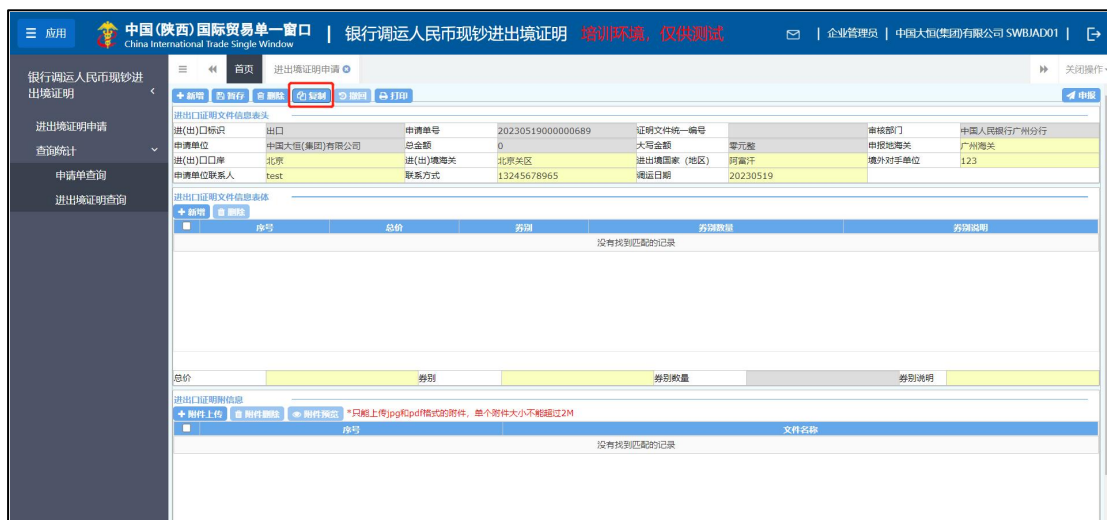 应用 中国(陕西)国际贸易单一窗口 | 银行调运人民币现钞进出境证明 培训环境，仅供测试 | 企业管理员 | 中国大恒(集团)有限公司 SWBJAD01 |
China International Trade Single Window
银行调运人民币现钞进出境证明
进出境证明申请
查询统计
申请单查询
进出境证明查询
首页 进出境证明申请 关闭操作
新增 暂存 删除 复制 撤回 打印 申报
进出口证明文件信息表头
进(出)口标识 出口 申请单号 20230519000000689 证明文件统一编号 审核部门 中国人民银行广州分行
申请单位 中国大恒(集团)有限公司 总金额 0 大写金额 零元整 申报地海关 广州海关
进(出)口口岸 北京 进(出)境海关 北京关区 进出境国家（地区） 阿富汗 境外对手单位 123
申请单位联系人 test 联系方式 13245678965 调运日期 20230519
进出口证明文件信息表体
新增 删除
序号 总价 券别 券别数量 券别说明
没有找到匹配的记录
总价 券别 券别数量 券别说明
进出口证明附信息
附件上传 附件删除 附件预览 *只能上传jpg和pdf格式的附件，单个附件大小不能超过2M
序号 文件名称
没有找到匹配的记录